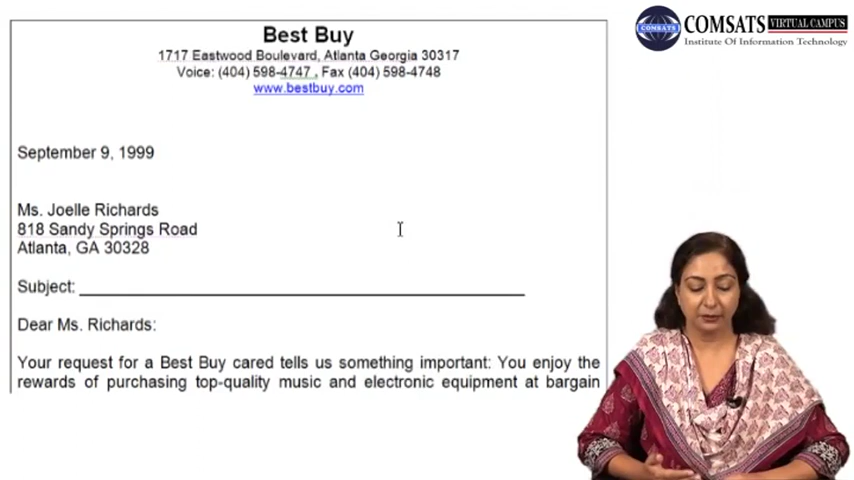 Best Buy
1717 Eastwood Boulevard, Atlanta Georgia 30317
Voice: (404) 598-4747 , Fax (404) 598-4748
www.bestbuy.com
September 9, 1999
Ms. Joelle Richards
818 Sandy Springs Road
Atlanta, GA 30328
Subject:
Dear Ms. Richards:
Your request for a Best Buy cared tells us something important: You enjoy the
rewards of purchasing top-quality music and electronic equipment at bargain
COMSATS
COMSATS VIRTUAL CAMPUS
Institute Of Information Technology